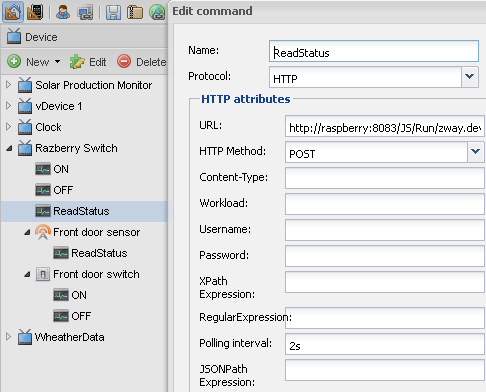 Device
New Edit Delete
Solar Production Monitor
vDevice 1
Clock
Razberry Switch
ON
OFF
ReadStatus
Front door sensor
ReadStatus
Front door switch
ON
OFF
WheatherData
Edit command
Name: ReadStatus
Protocol: HTTP
HTTP attributes
URL: http://raspberry:8083/JS/Run/zway.dev
HTTP Method: POST
Content-Type:
Workload:
Username:
Password:
XPath
Expression:
RegularExpression:
Polling interval: 2s
JSONPath
Expression: